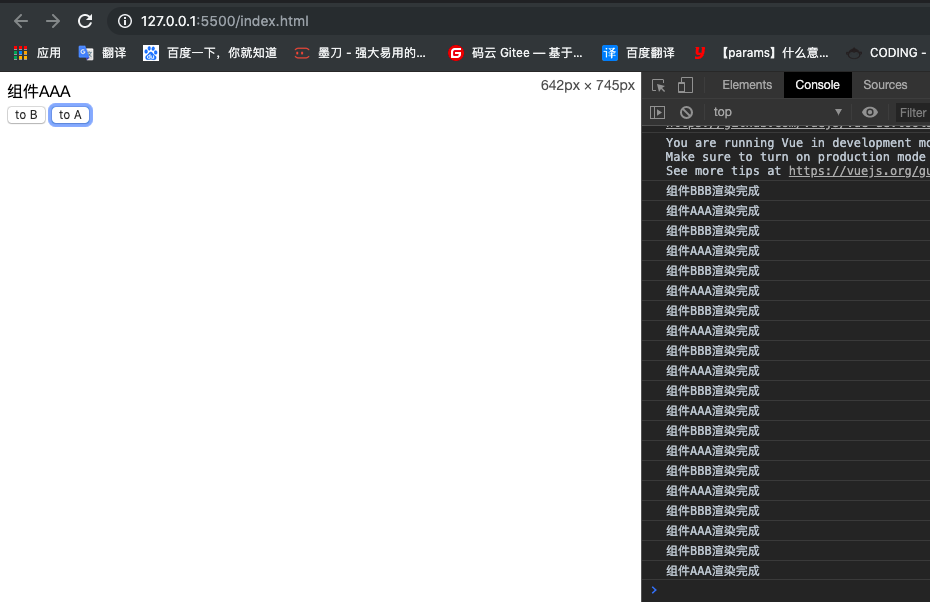 127.0.0.1:5500/index.html
应用 翻译 百度一下，你就知道 墨刀 - 强大易用的... G 码云 Gitee — 基于... 译 百度翻译 y 【params】什么意... CODING -
组件AAA
642px × 745px
to B to A
Elements Console Sources
top Filter
You are running Vue in development mo
Make sure to turn on production mode
See more tips at https://vuejs.org/gu
组件BBB渲染完成
组件AAA渲染完成
组件BBB渲染完成
组件AAA渲染完成
组件BBB渲染完成
组件AAA渲染完成
组件BBB渲染完成
组件AAA渲染完成
组件BBB渲染完成
组件AAA渲染完成
组件BBB渲染完成
组件AAA渲染完成
组件BBB渲染完成
组件AAA渲染完成
组件BBB渲染完成
组件AAA渲染完成
组件BBB渲染完成
组件AAA渲染完成
组件BBB渲染完成
组件AAA渲染完成